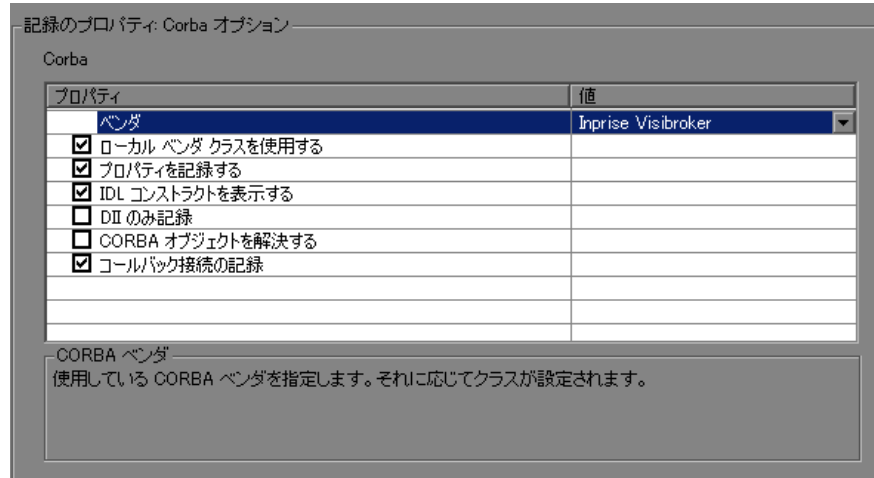 記録のプロパティ: Corba オプション
Corba
プロパティ 値
ベンダ Inprise Visibroker
ローカル ベンダ クラスを使用する
プロパティを記録する
IDL コンストラクトを表示する
DII のみ記録
CORBA オブジェクトを解決する
コールバック接続の記録
CORBA ベンダ
使用している CORBA ベンダを指定します。それに応じてクラスが設定されます。